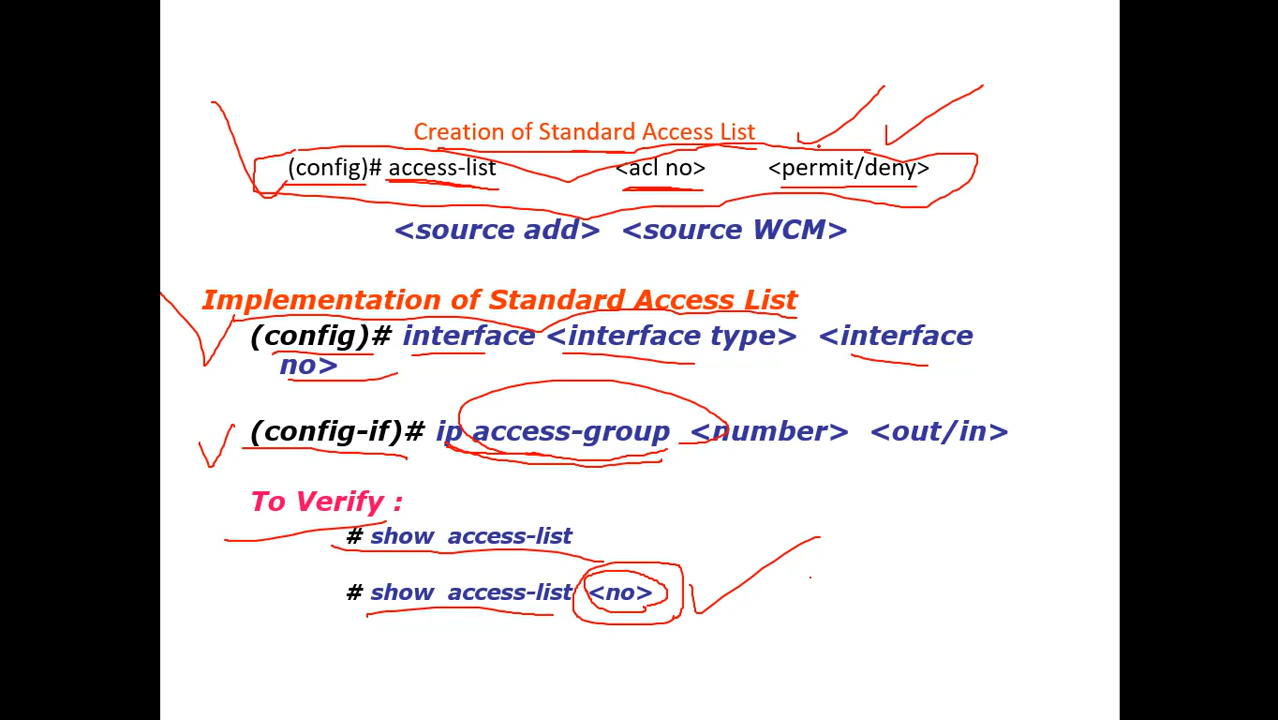 Creation of Standard Access List
(config)# access-list <acl no> <permit/deny>
<source add> <source WCM>
Implementation of Standard Access List
(config)# interface <interface type> <interface
no>
(config-if)# ip access-group <number> <out/in>
To Verify :
# show access-list
# show access-list <no>